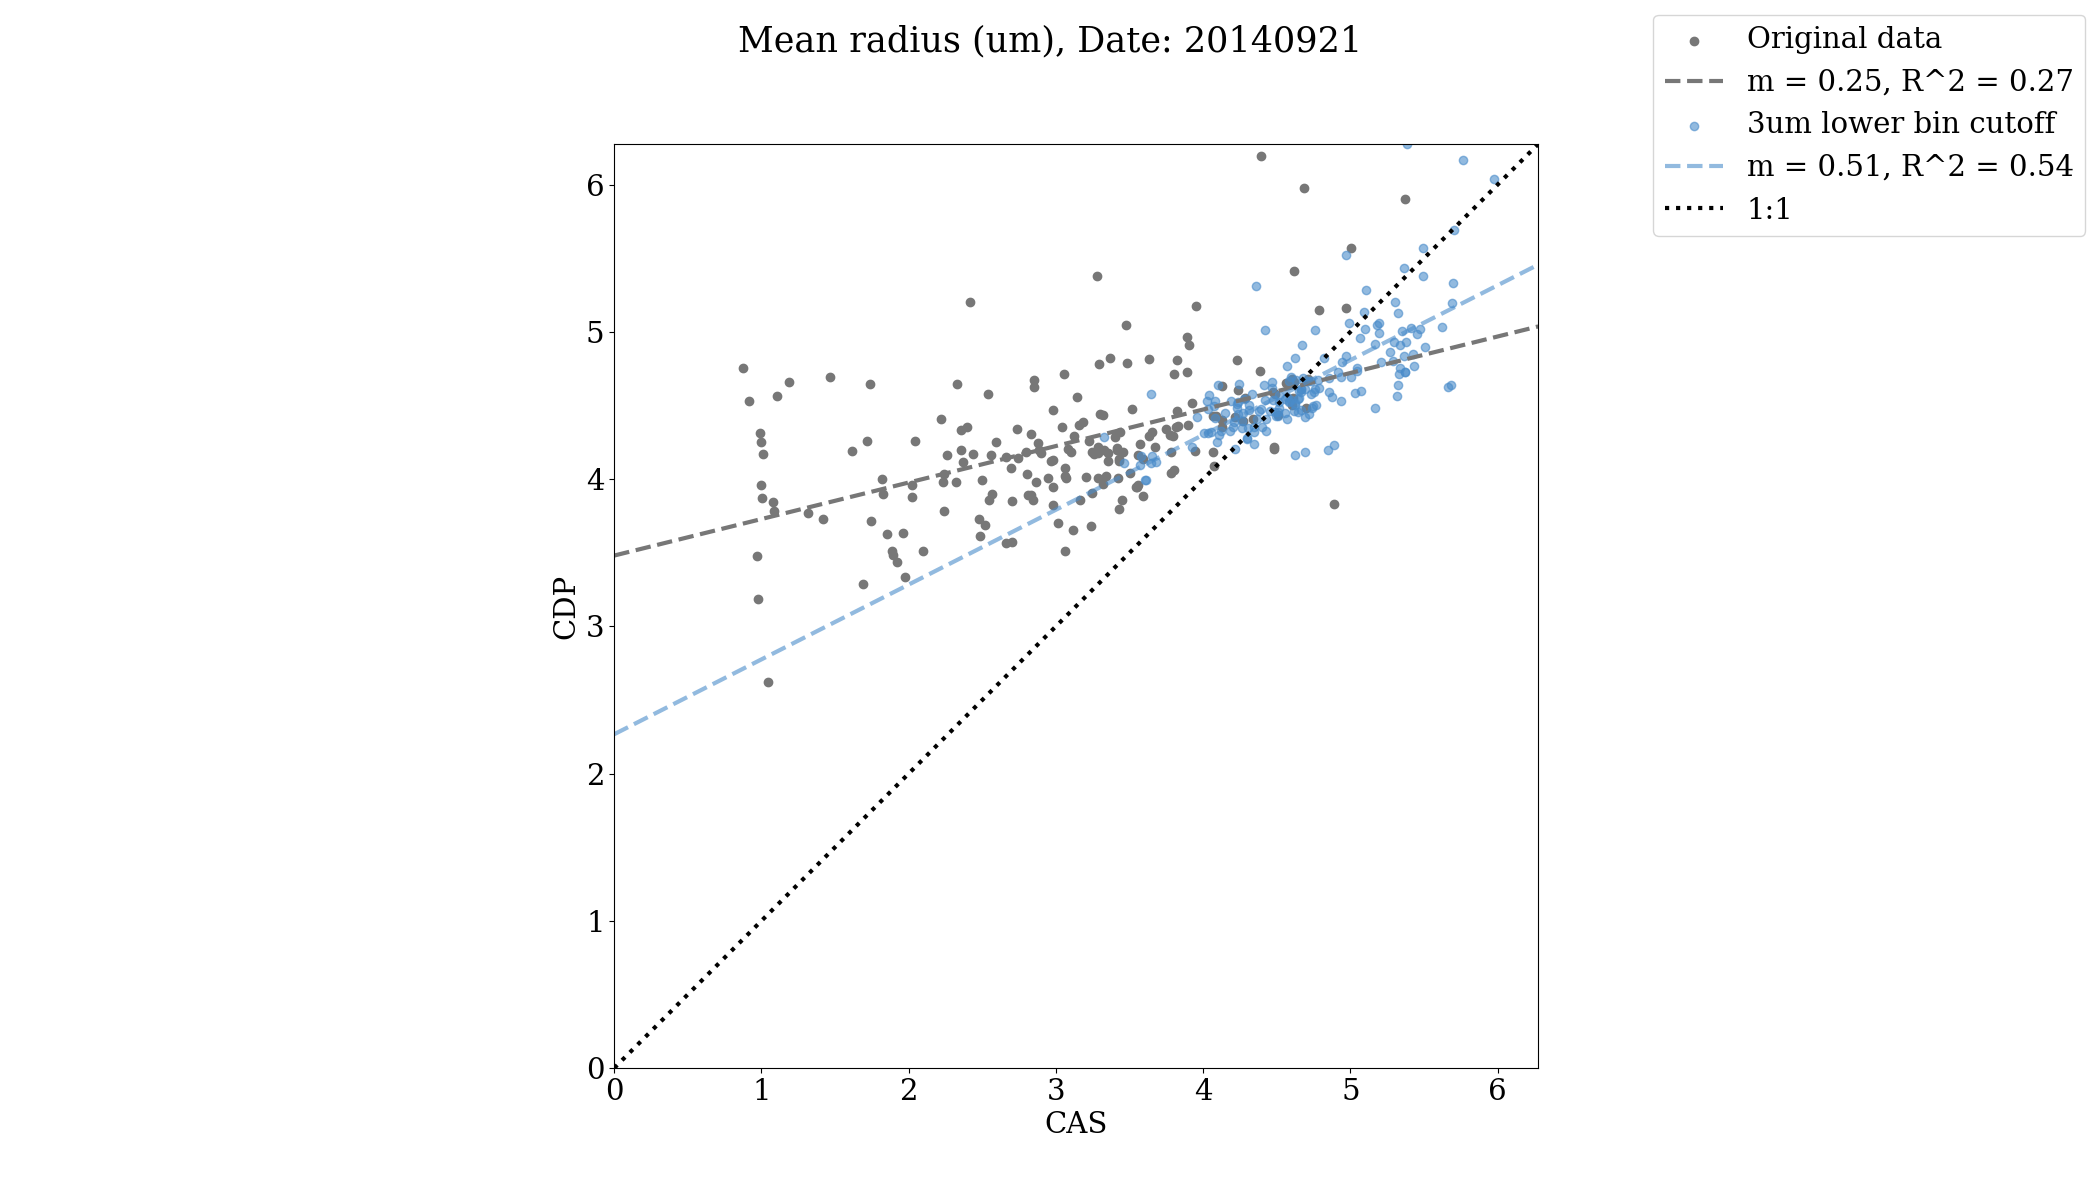 Mean radius (um), Date: 20140921
Original data
m = 0.25, R^2 = 0.27
3um lower bin cutoff
m = 0.51, R^2 = 0.54
1:1
6
5
4
3
2
1
0
CDP
0 1 2 3 4 5 6
CAS